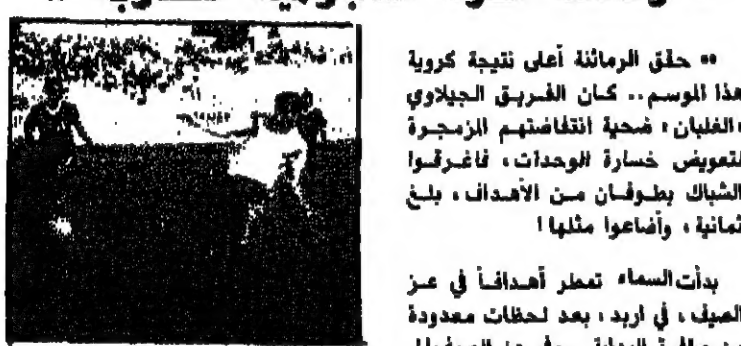 •• حقق الرماثنة أعلى نتيجة كروية
هذا الموسم.. كان الفريق الجيلاوي
«الغلبان» ضحية انتفاضتهم المزمجرة
لتعويض خسارة الوحدات، فاغرقوا
الشباك بطوفان من الأهداف، بلغ
ثمانية، وأضاعوا مثلها!
بدأت السماء تمطر أهدافاً في عز
الصيف، في اربد، بعد لحظات معدودة